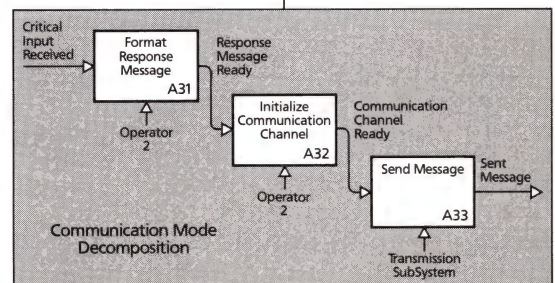 Critical
Input
Received
Format
Response
Message
A31
Response
Message
Ready
Operator
2
Initialize
Communication
Channel
A32
Communication
Channel
Ready
Operator
2
Send Message
A33
Sent
Message
Transmission
SubSystem
Communication Mode
Decomposition